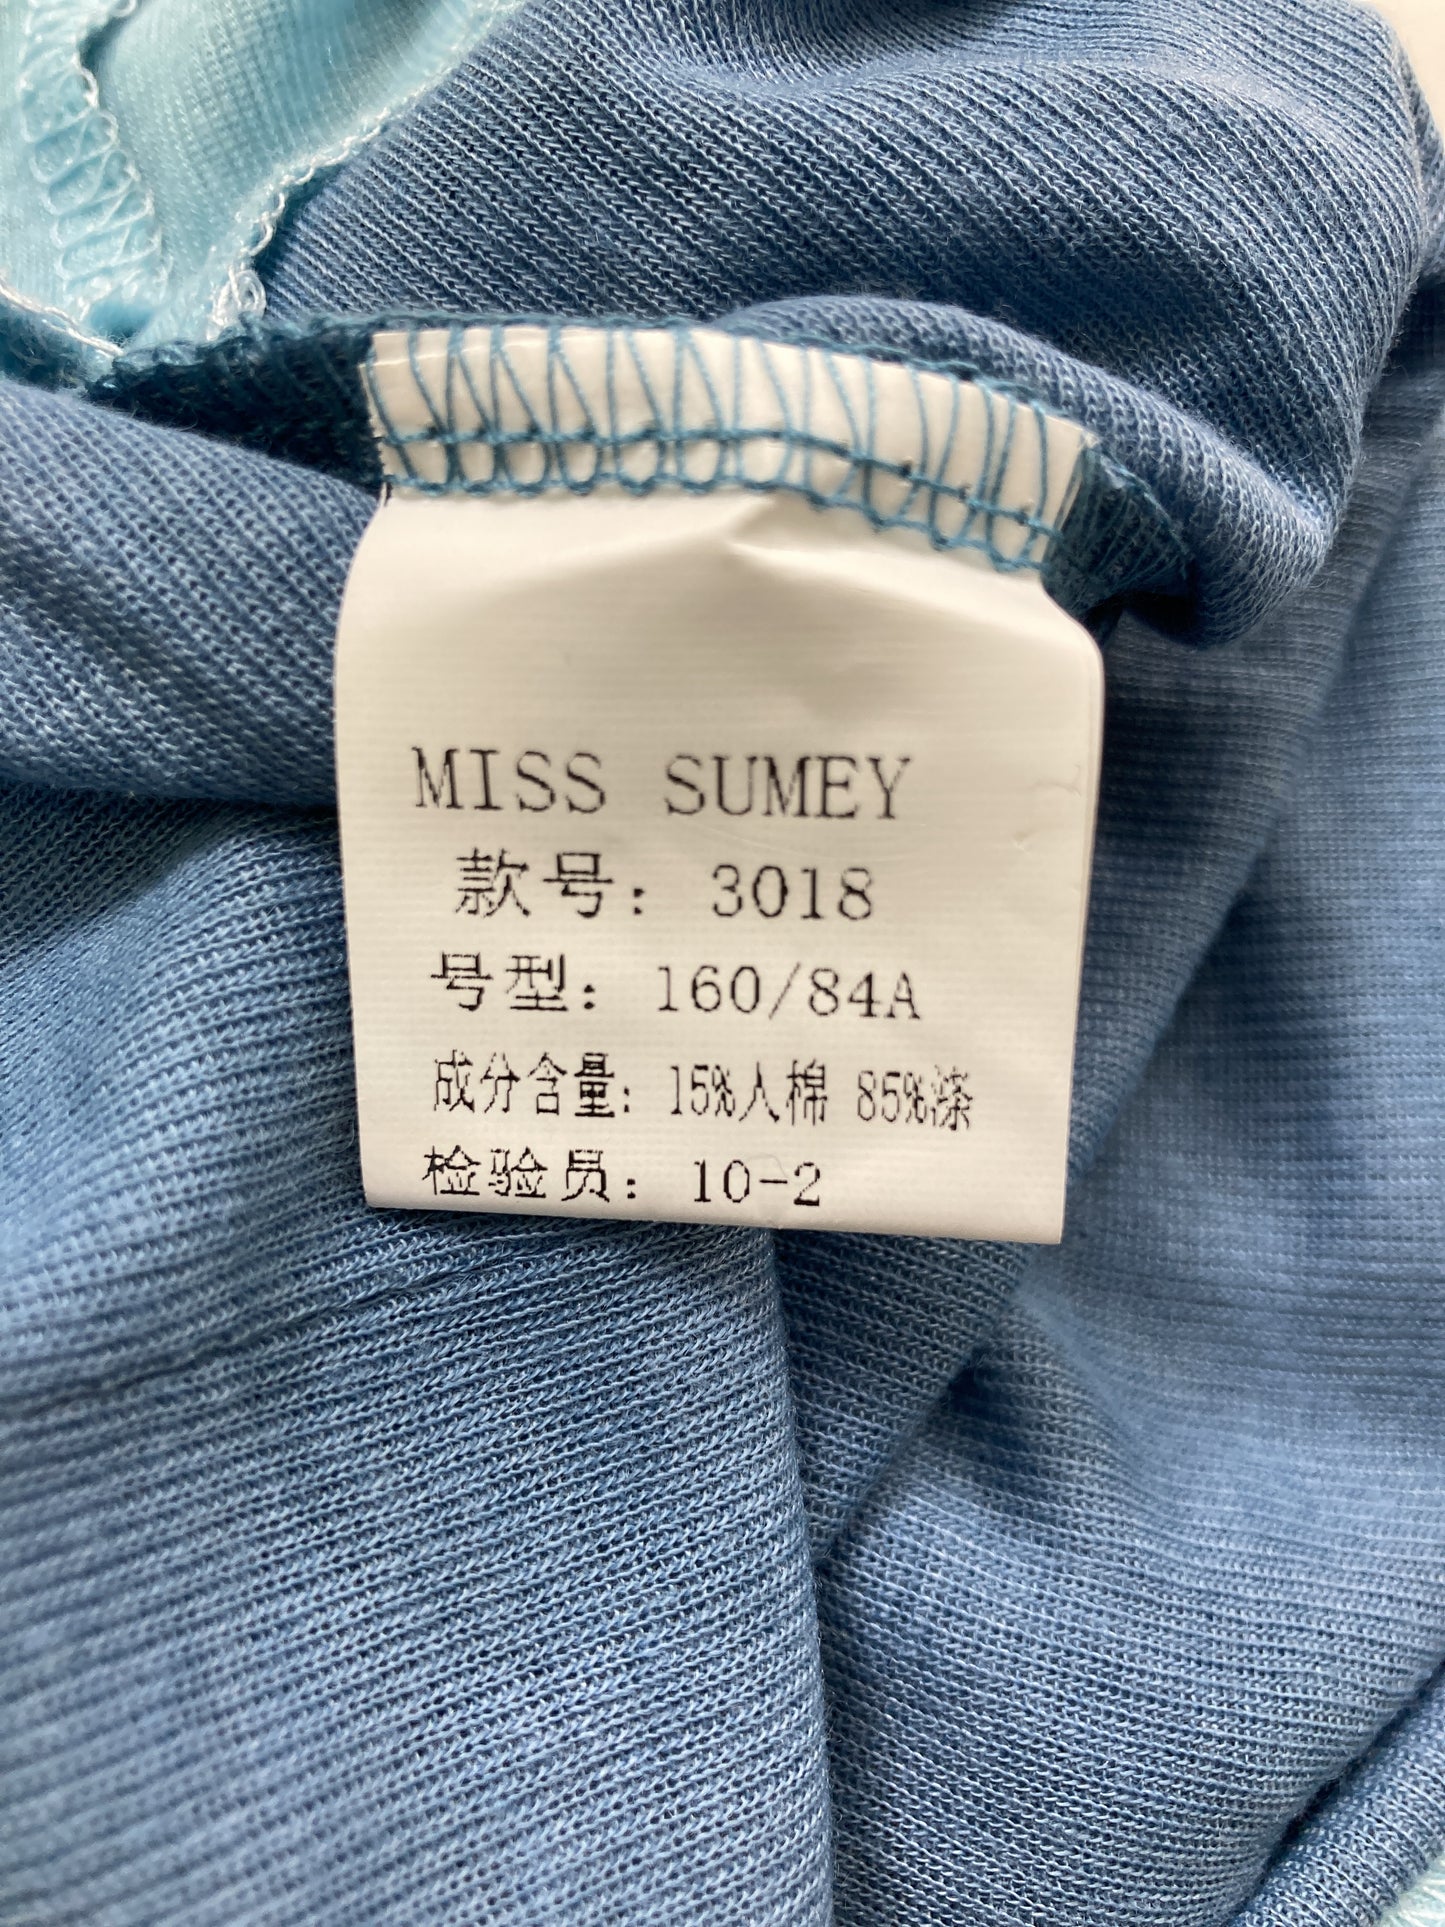 MISS SUMEY
款号: 3018
号型: 160/84A
成分含量: 15%人棉 85%涤
检验员: 10-2